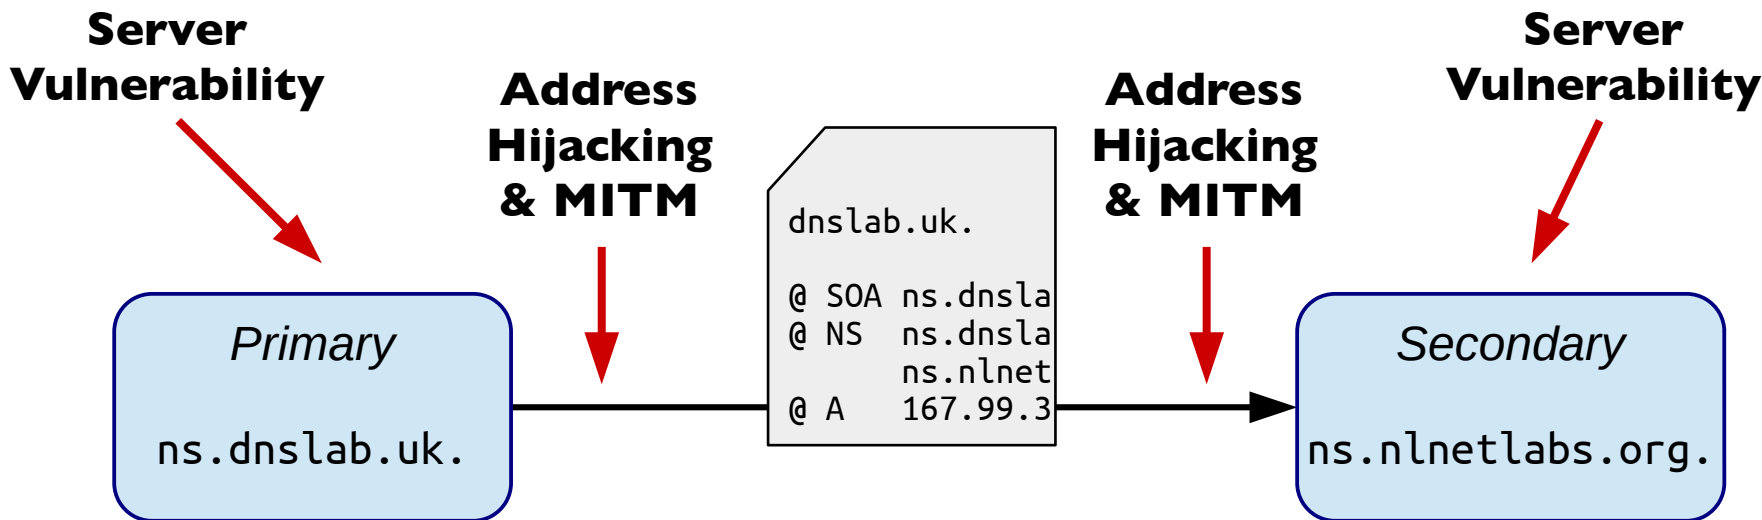 Server
Vulnerability
Address
Hijacking
& MITM
Address
Hijacking
& MITM
Server
Vulnerability
Primary
ns.dnslab.uk.
dnslab.uk.
@ SOA ns.dnsla
@ NS  ns.dnsla
      ns.nlnet
@ A   167.99.3
Secondary
ns.nlnetlabs.org.